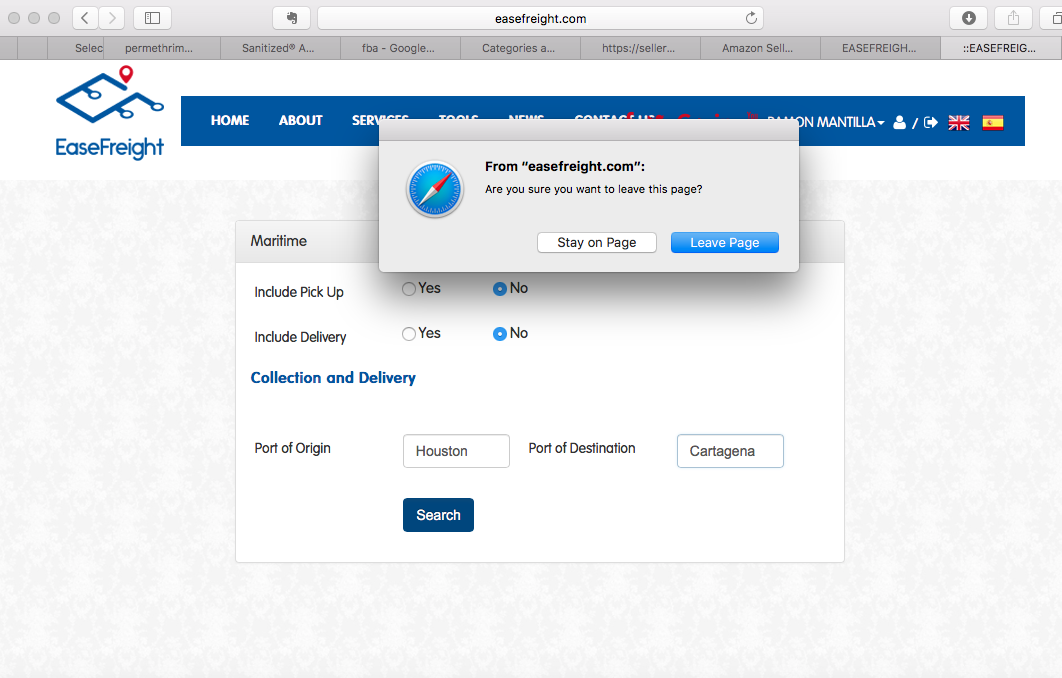 easefreight.com
Selec
permethrim...
Sanitized® A...
fba - Google...
Categories a...
https://seller...
Amazon Sell...
EASEFREIGH...
::EASEFREIG...
EaseFreight
HOME ABOUT SERVICES TOOLS NEWS CONTACT US RAMON MANTILLA /
From “easefreight.com”:
Are you sure you want to leave this page?
Stay on Page Leave Page
Maritime
Include Pick Up Yes No
Include Delivery Yes No
Collection and Delivery
Port of Origin Houston Port of Destination Cartagena
Search